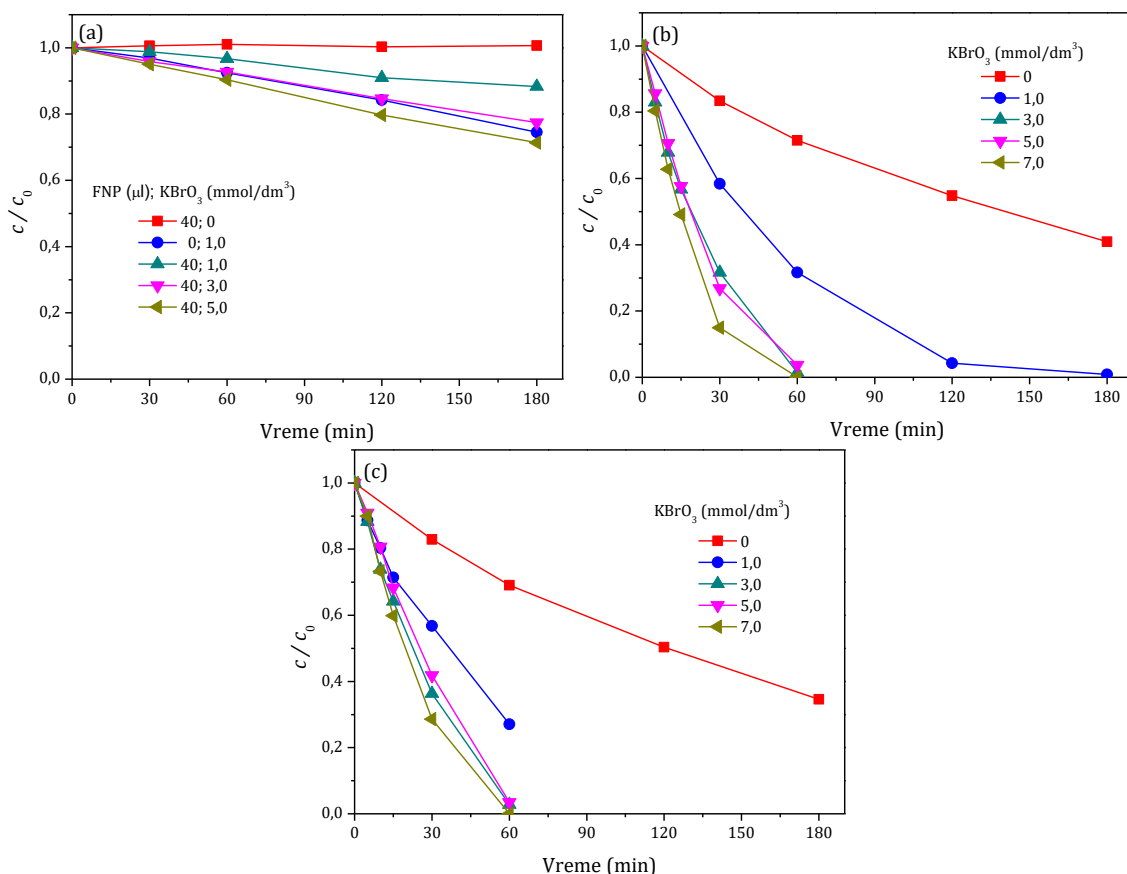 (a)
1,0
0,8
0,6
0,4
0,2
0,0
c / c₀
FNP (μl); KBrO₃ (mmol/dm³)
40; 0
0; 1,0
40; 1,0
40; 3,0
40; 5,0
0 30 60 90 120 150 180
Vreme (min)
(b)
1,0
0,8
0,6
0,4
0,2
0,0
c / c₀
KBrO₃ (mmol/dm³)
0
1,0
3,0
5,0
7,0
0 30 60 90 120 150 180
Vreme (min)
(c)
1,0
0,8
0,6
0,4
0,2
0,0
c / c₀
KBrO₃ (mmol/dm³)
0
1,0
3,0
5,0
7,0
0 30 60 90 120 150 180
Vreme (min)